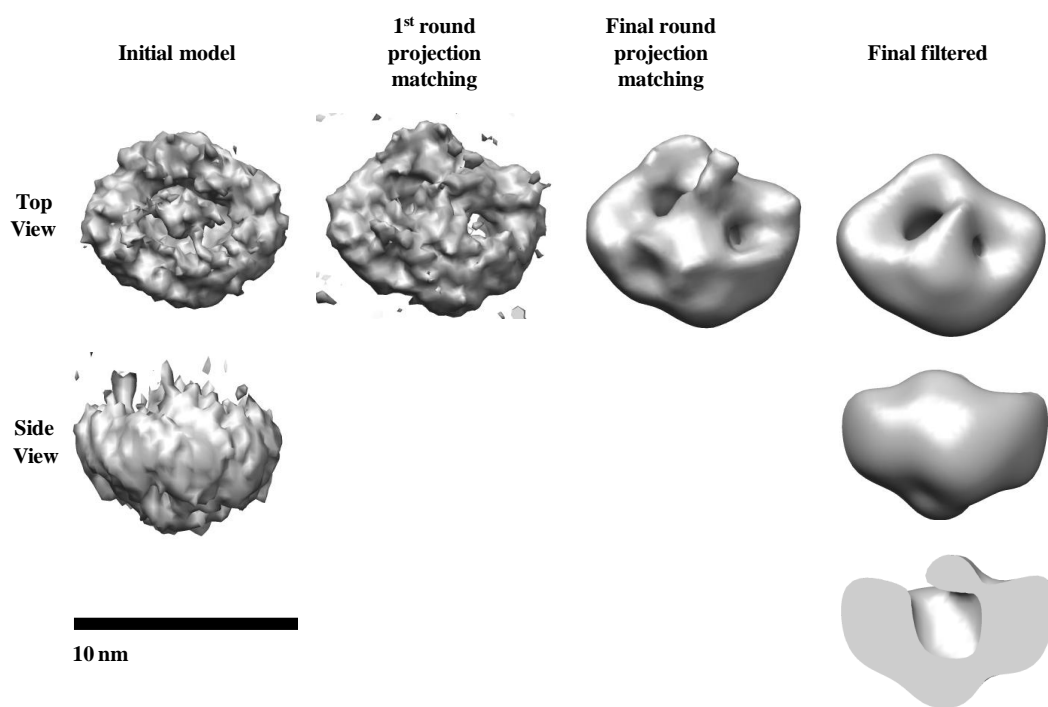 Initial model
1st round
projection
matching
Final round
projection
matching
Final filtered
Top
View
Side
View
10 nm